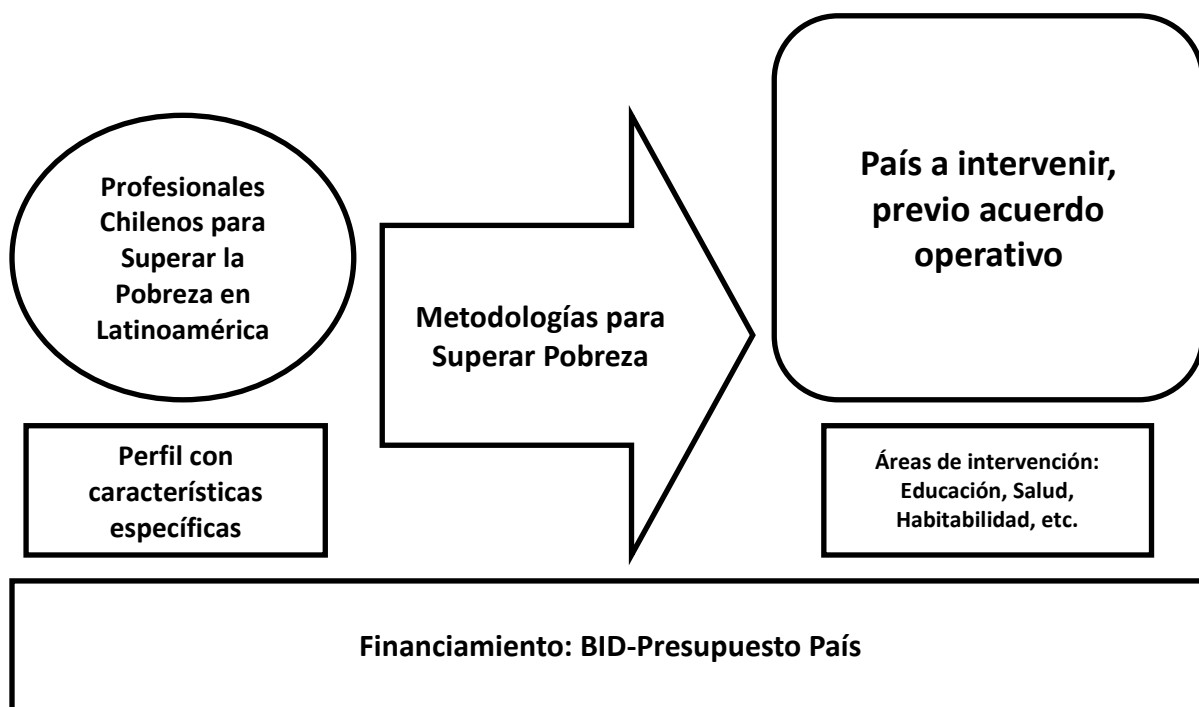 Profesionales
Chilenos para
Superar la
Pobreza en
Latinoamérica
Perfil con
características
específicas
Metodologías para
Superar Pobreza
País a intervenir,
previo acuerdo
operativo
Áreas de intervención:
Educación, Salud,
Habitabilidad, etc.
Financiamiento: BID-Presupuesto País